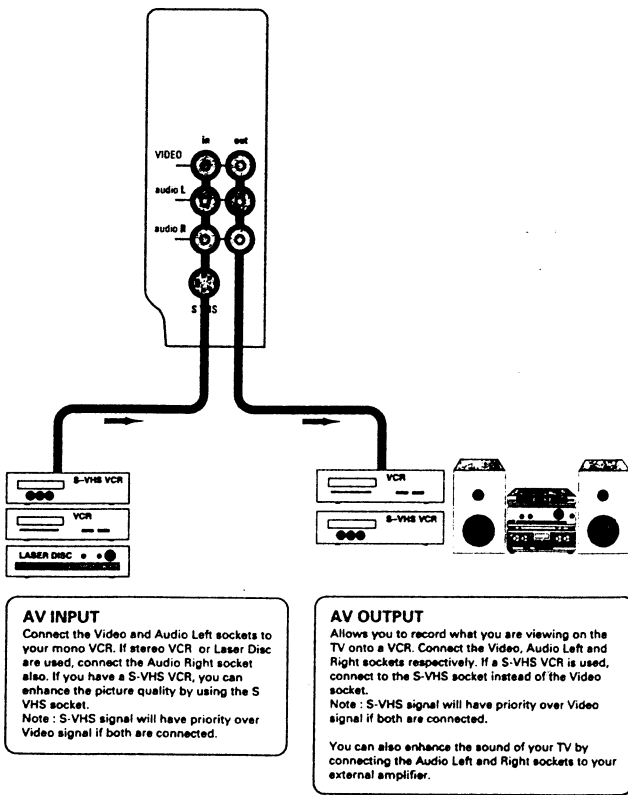 in out
VIDEO
audio L
audio R
S VHS
S-VHS VCR
VCR
LASER DISC
VCR
S-VHS VCR
AV INPUT
Connect the Video and Audio Left sockets to
your mono VCR. If stereo VCR or Laser Disc
are used, connect the Audio Right socket
also. If you have a S-VHS VCR, you can
enhance the picture quality by using the S
VHS socket.
Note : S-VHS signal will have priority over
Video signal if both are connected.
AV OUTPUT
Allows you to record what you are viewing on the
TV onto a VCR. Connect the Video, Audio Left and
Right sockets respectively. If a S-VHS VCR is used,
connect to the S-VHS socket instead of the Video
socket.
Note : S-VHS signal will have priority over Video
signal if both are connected.
You can also enhance the sound of your TV by
connecting the Audio Left and Right sockets to your
external amplifier.